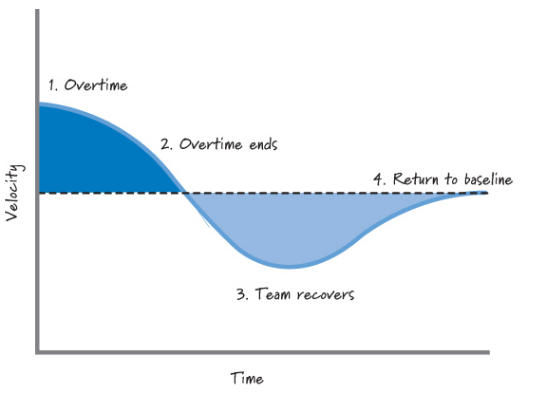 1. Overtime
2. Overtime ends
4. Return to baseline
Velocity
3. Team recovers
Time